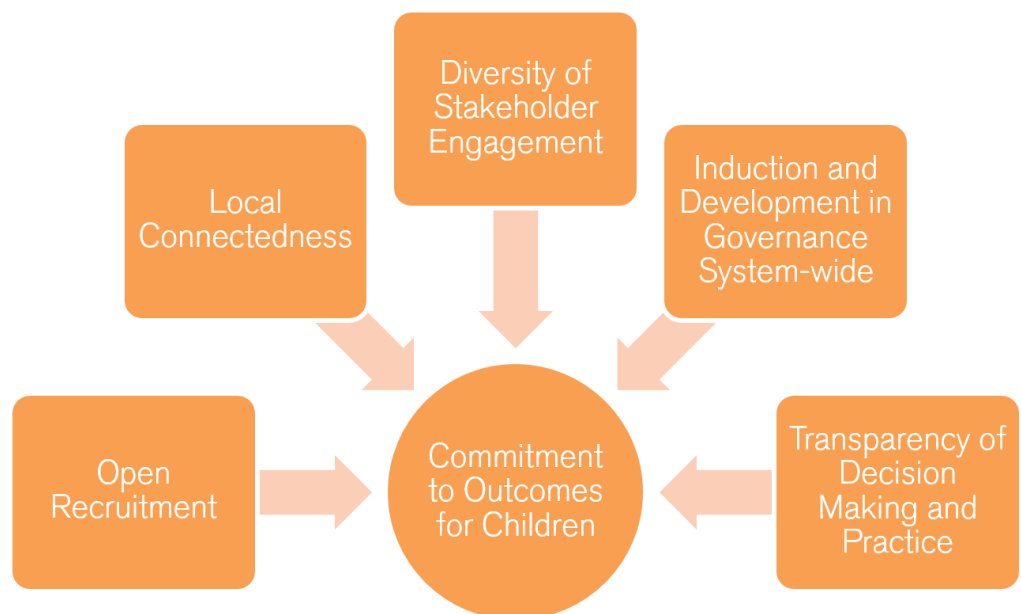 Diversity of
Stakeholder
Engagement
Local
Connectedness
Induction and
Development in
Governance
System-wide
Open
Recruitment
Commitment
to Outcomes
for Children
Transparency of
Decision
Making and
Practice